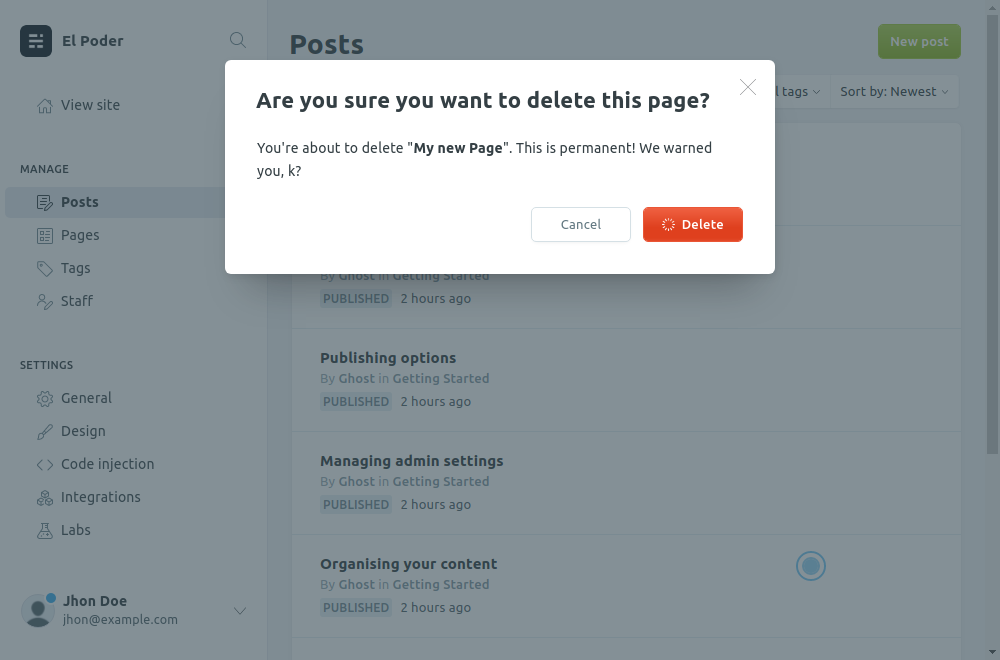 El Poder
Posts
New post
View site
l tags
Sort by: Newest
Are you sure you want to delete this page?
You're about to delete "My new Page". This is permanent! We warned
you, k?
Cancel
Delete
MANAGE
Posts
Pages
Tags
Staff
By Ghost in Getting Started
PUBLISHED 2 hours ago
Publishing options
By Ghost in Getting Started
PUBLISHED 2 hours ago
SETTINGS
General
Design
Code injection
Integrations
Labs
Managing admin settings
By Ghost in Getting Started
PUBLISHED 2 hours ago
Organising your content
By Ghost in Getting Started
PUBLISHED 2 hours ago
Jhon Doe
jhon@example.com